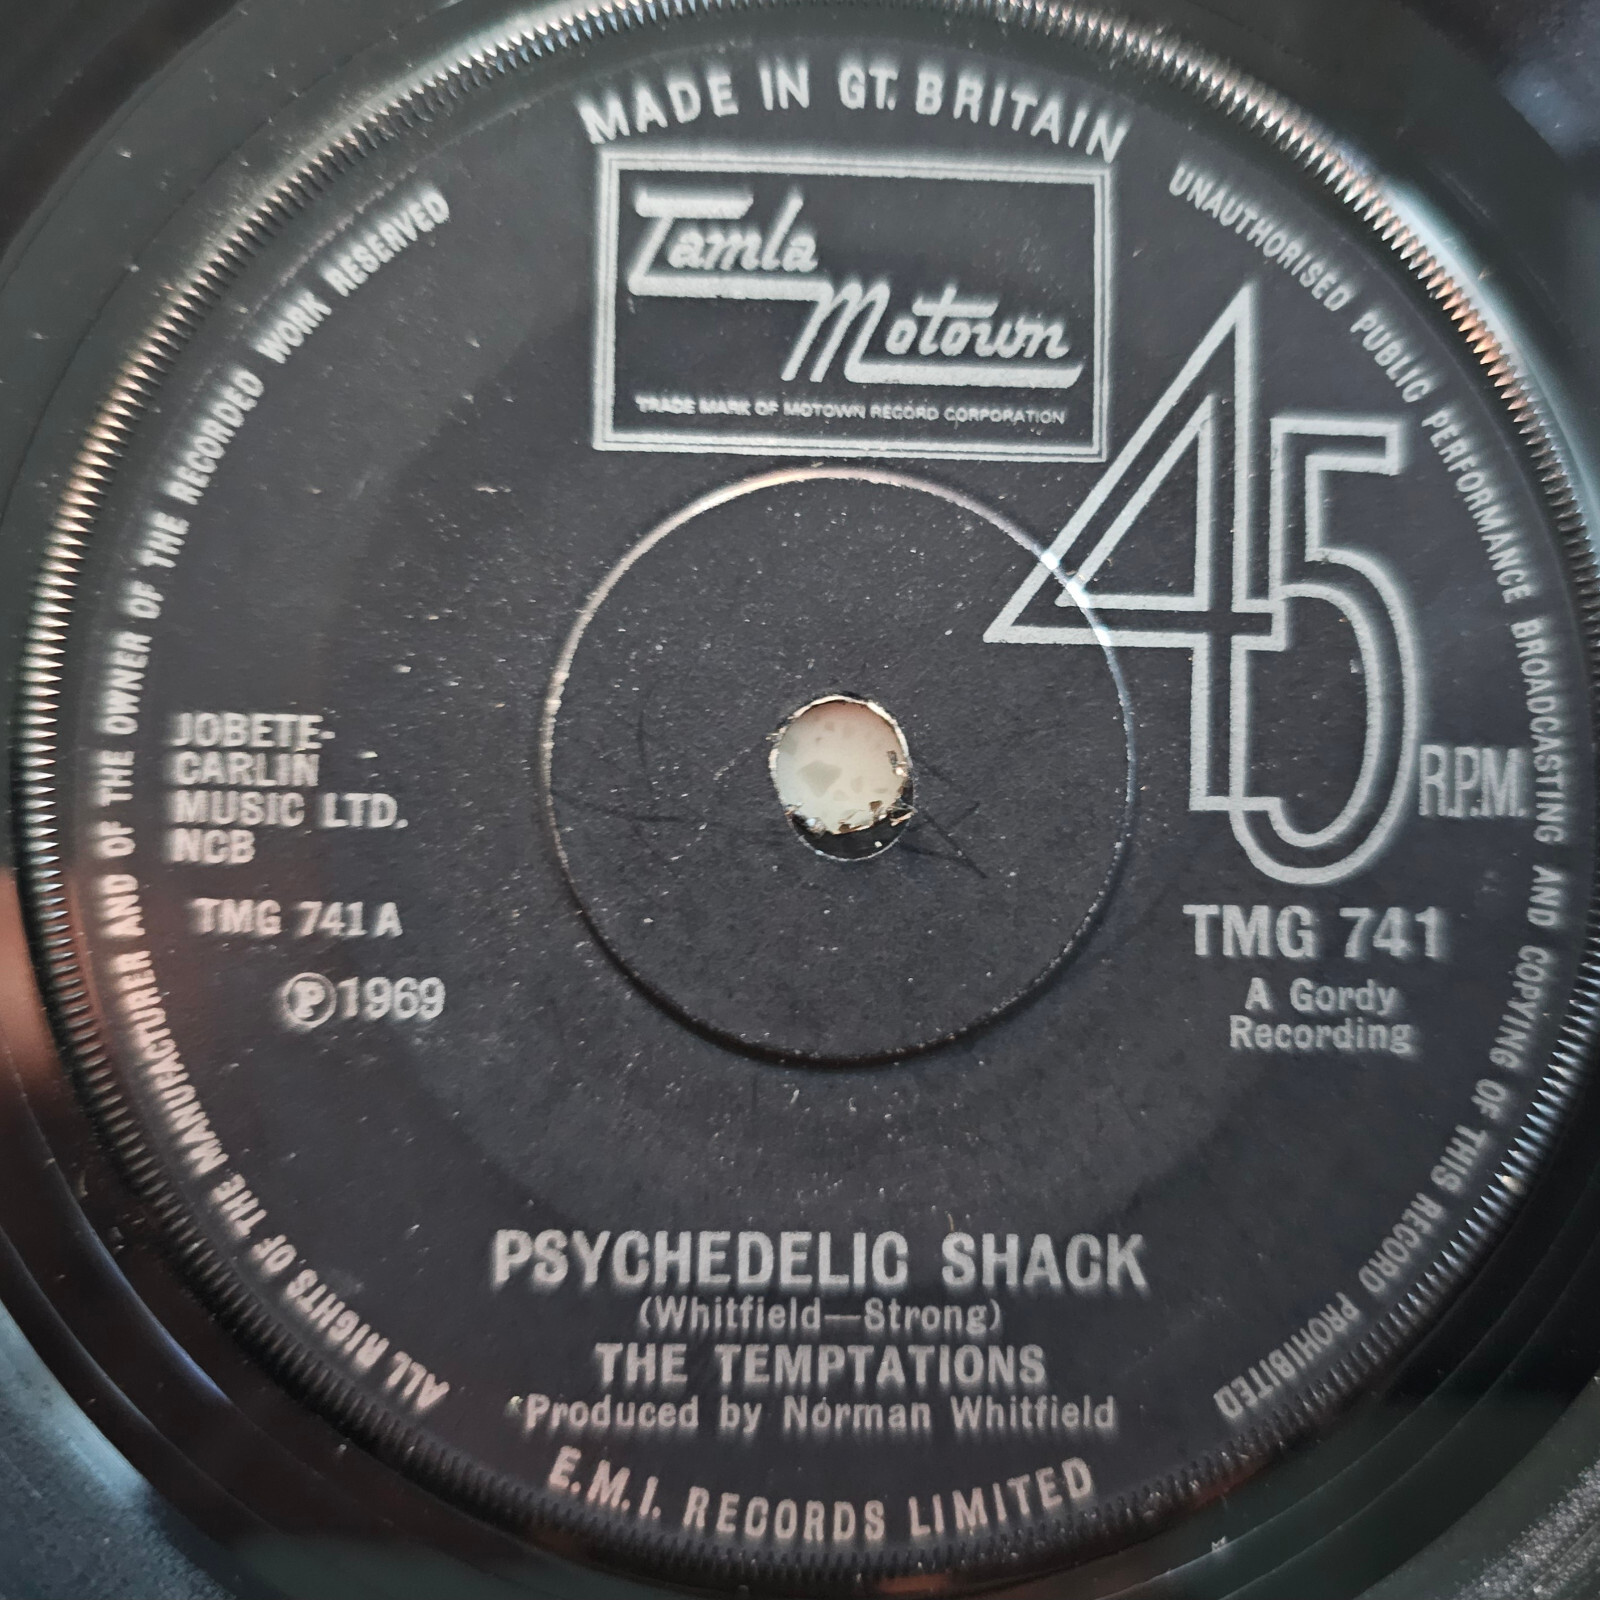 MADE IN GT. BRITAIN
Tamla
Motown
TRADE MARK OF MOTOWN RECORD CORPORATION
UNAUTHORISED PUBLIC PERFORMANCE BROADCASTING AND COPYING OF THIS RECORD PROHIBITED
ALL RIGHTS OF THE MANUFACTURER AND OF THE OWNER OF THE RECORDED WORK RESERVED
45
R.P.M.
JOBETE-
CARLIN
MUSIC LTD.
NCB
TMG 741 A
Ⓟ1969
TMG 741
A Gordy
Recording
PSYCHEDELIC SHACK
(Whitfield—Strong)
THE TEMPTATIONS
Produced by Norman Whitfield
E.M.I. RECORDS LIMITED